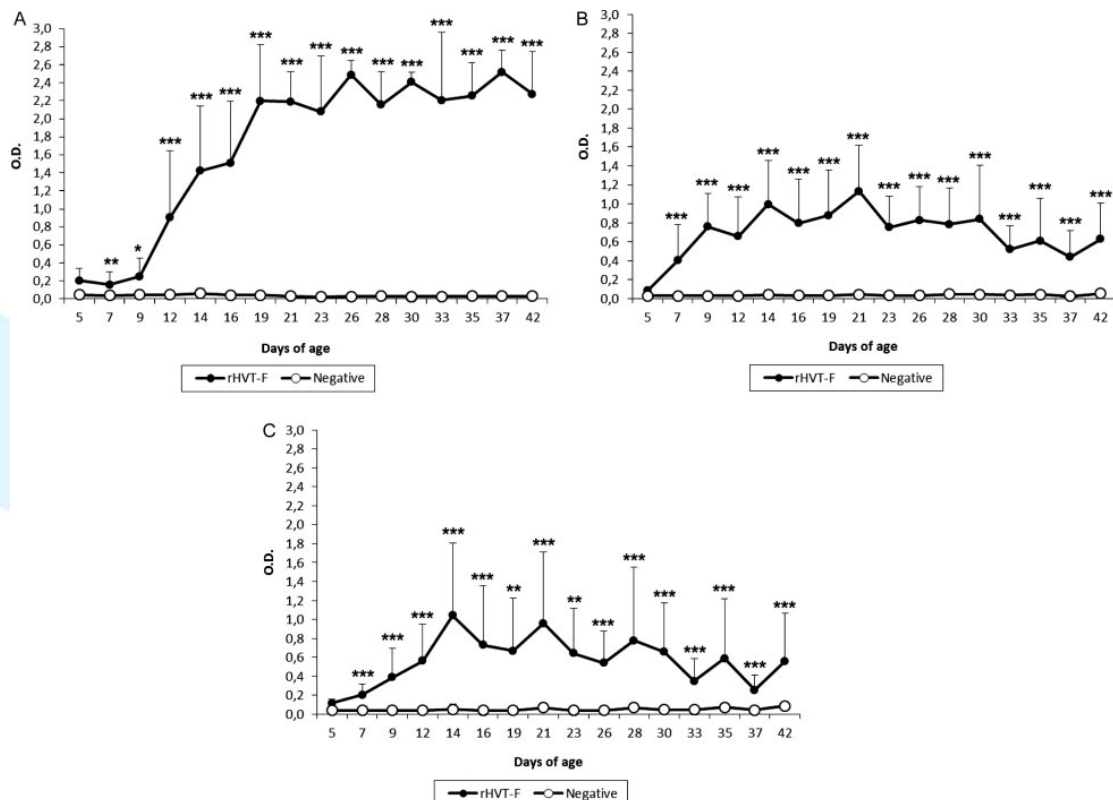 A
3,0
2,8
2,6
2,4
2,2
2,0
1,8
1,6
1,4
1,2
1,0
0,8
0,6
0,4
0,2
0,0
O.D.
** * *** *** *** *** *** *** *** *** *** *** *** *** ***
5 7 9 12 14 16 19 21 23 26 28 30 33 35 37 42
Days of age
rHVT-F Negative
B
3,0
2,8
2,6
2,4
2,2
2,0
1,8
1,6
1,4
1,2
1,0
0,8
0,6
0,4
0,2
0,0
O.D.
*** *** *** *** *** *** *** *** *** *** *** *** *** *** ***
5 7 9 12 14 16 19 21 23 26 28 30 33 35 37 42
Days of age
rHVT-F Negative
C
3,0
2,8
2,6
2,4
2,2
2,0
1,8
1,6
1,4
1,2
1,0
0,8
0,6
0,4
0,2
0,0
O.D.
*** *** *** *** *** ** *** ** *** *** *** *** *** *** ***
5 7 9 12 14 16 19 21 23 26 28 30 33 35 37 42
Days of age
rHVT-F Negative